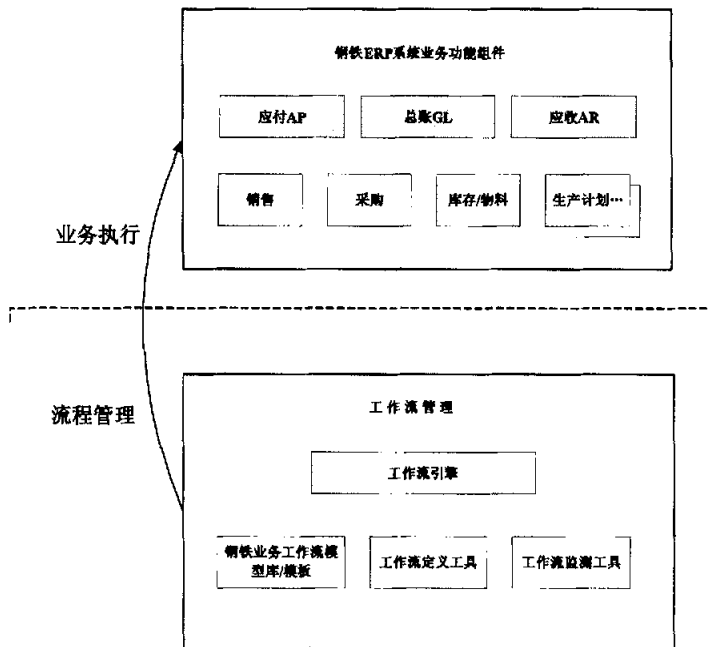 钢铁ERP系统业务功能组件
应付AP
总账GL
应收AR
销售
采购
库存/物料
生产计划…
业务执行
流程管理
工作流管理
工作流引擎
钢铁业务工作流模
型库/模板
工作流定义工具
工作流监测工具